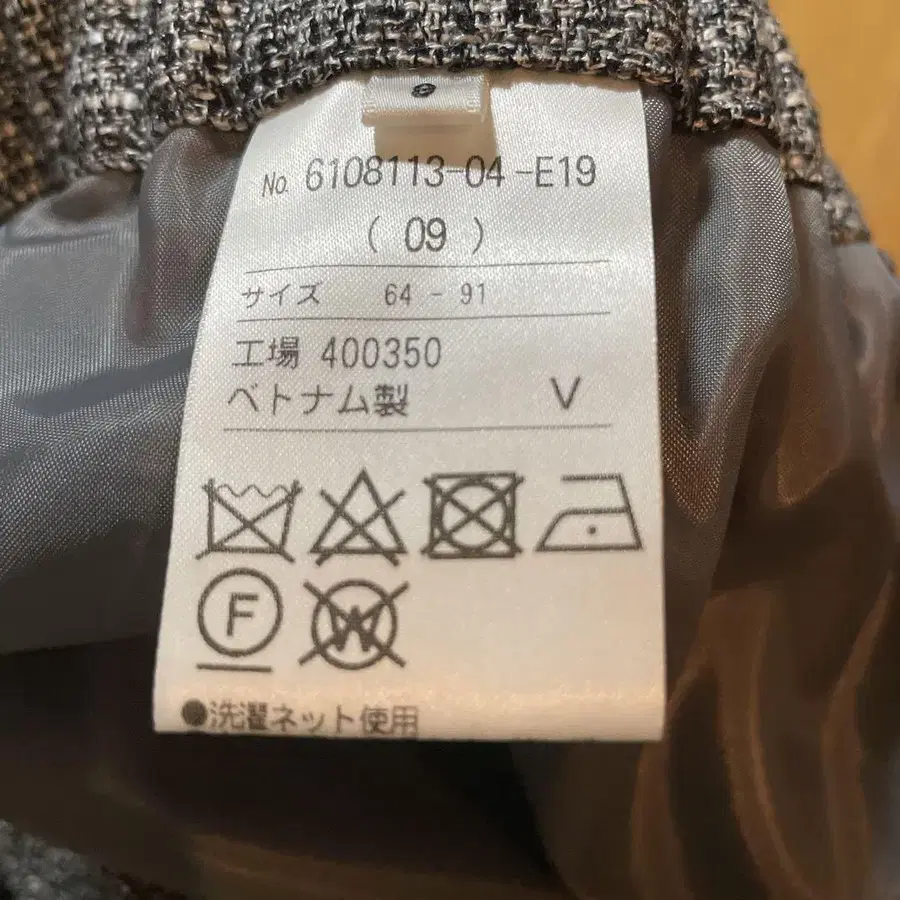 No. 6108113-04-E19
( 09 )
サイズ 64 - 91
工場 400350
ベトナム製 V
F
W
●洗濯ネット使用